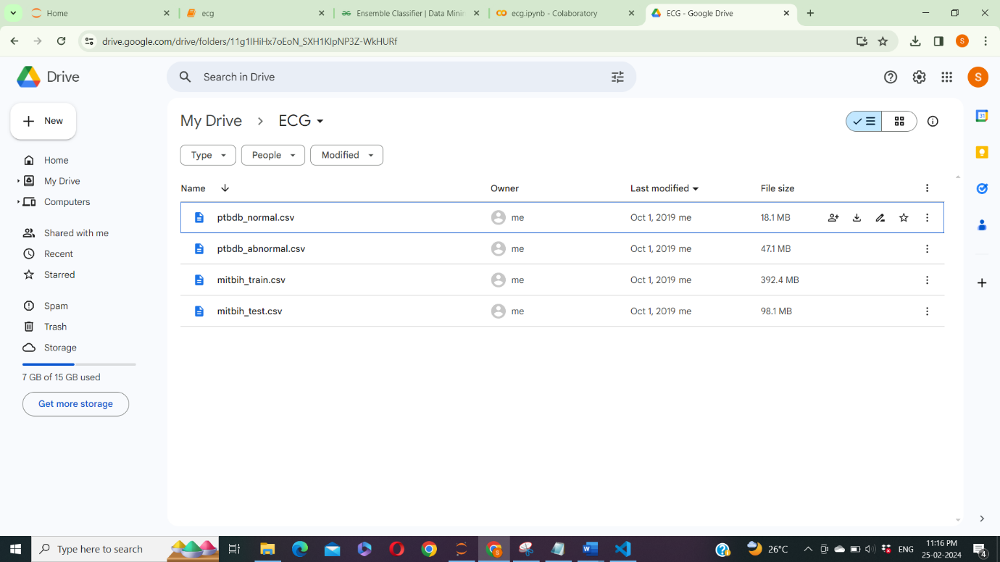 Home
ecg
Ensemble Classifier | Data Minin
ecg.ipynb - Colaboratory
ECG - Google Drive
drive.google.com/drive/folders/11g1IHiHx7oEoN_SXH1KIpNP3Z-WkHURf
S
Drive
Search in Drive
S
New
My Drive > ECG
31
Type
People
Modified
Home
My Drive
Computers
Shared with me
Recent
Starred
Spam
Trash
Storage
7 GB of 15 GB used
Get more storage
Name Owner Last modified File size
ptbdb_normal.csv me Oct 1, 2019 me 18.1 MB
ptbdb_abnormal.csv me Oct 1, 2019 me 47.1 MB
mitbih_train.csv me Oct 1, 2019 me 392.4 MB
mitbih_test.csv me Oct 1, 2019 me 98.1 MB
Type here to search
26°C
ENG
11:16 PM
25-02-2024
4